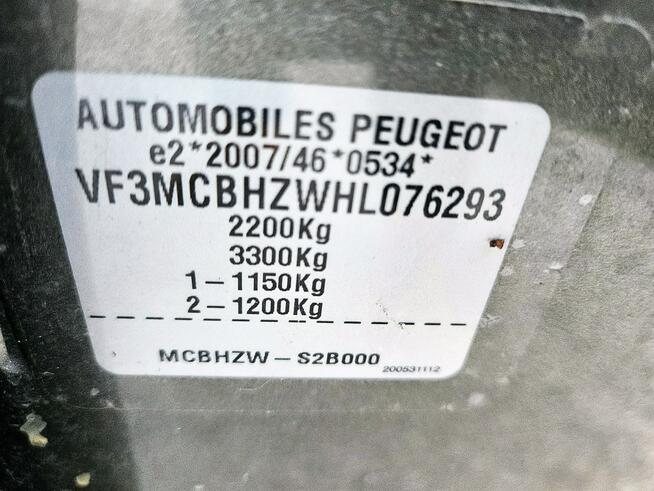 AUTOMOBILES PEUGEOT
e2*2007/46*0534*
VF3MCBHZWHL076293
2200Kg
3300Kg
1-1150Kg
2-1200Kg
MCBHZW-S2B000
200531112